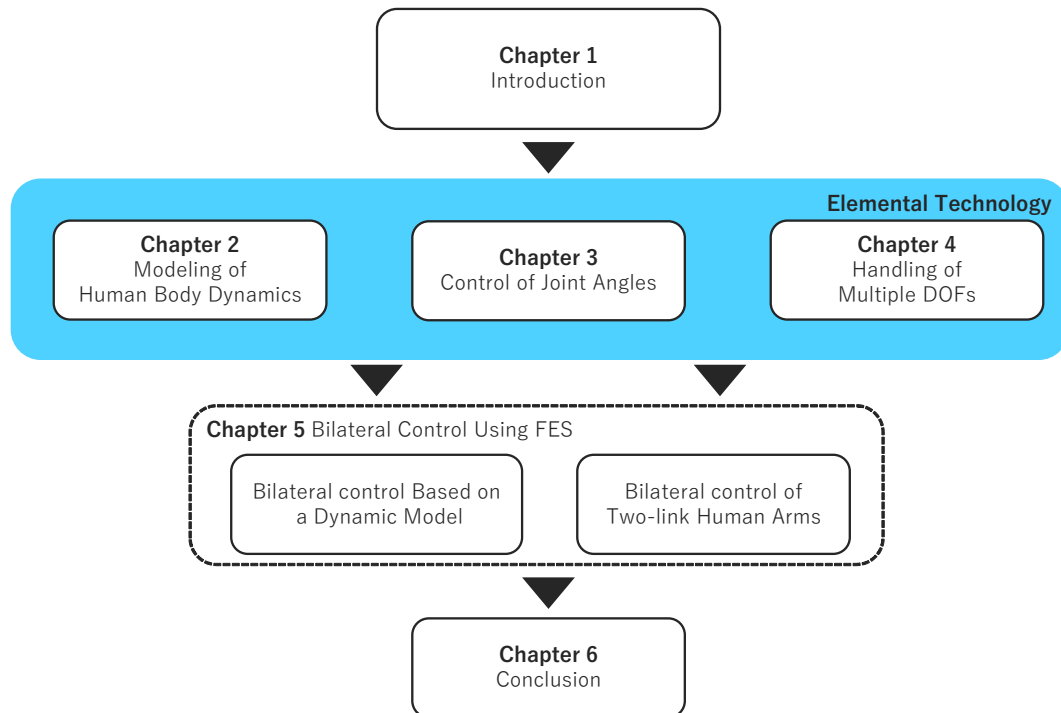 Chapter 1
Introduction
Elemental Technology
Chapter 2
Modeling of
Human Body Dynamics
Chapter 3
Control of Joint Angles
Chapter 4
Handling of
Multiple DOFs
Chapter 5 Bilateral Control Using FES
Bilateral control Based on
a Dynamic Model
Bilateral control of
Two-link Human Arms
Chapter 6
Conclusion